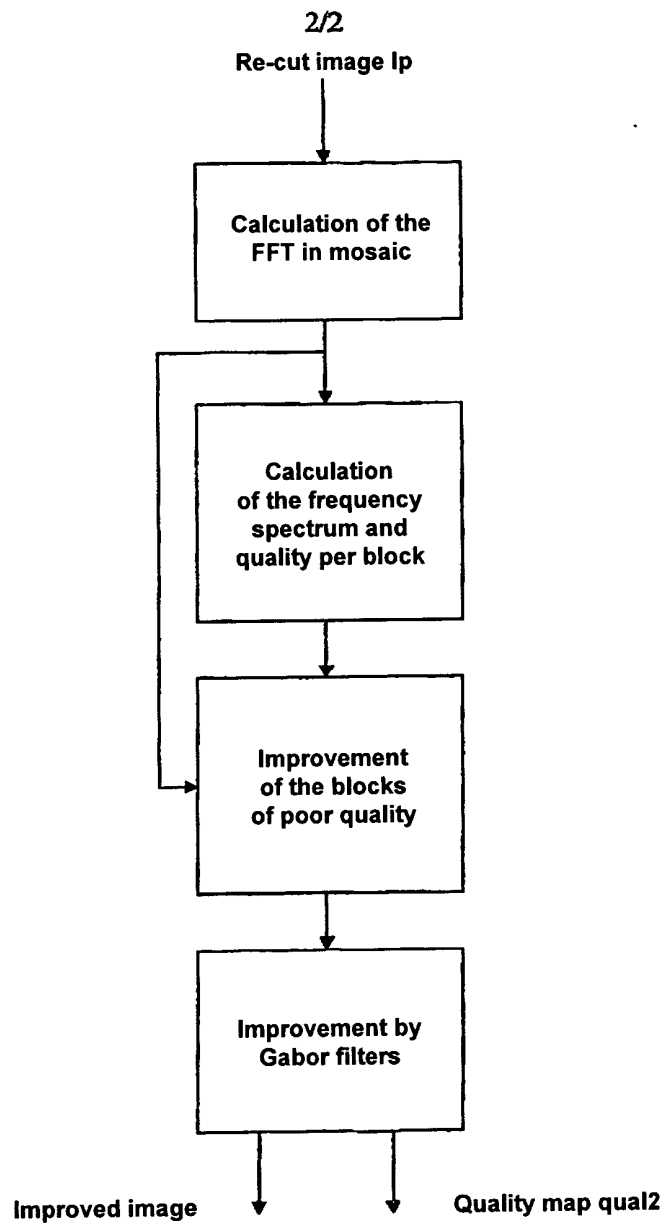 2/2
Re-cut image Ip
Calculation of the
FFT in mosaic
Calculation
of the frequency
spectrum and
quality per block
Improvement
of the blocks
of poor quality
Improvement by
Gabor filters
Improved image
Quality map qual2